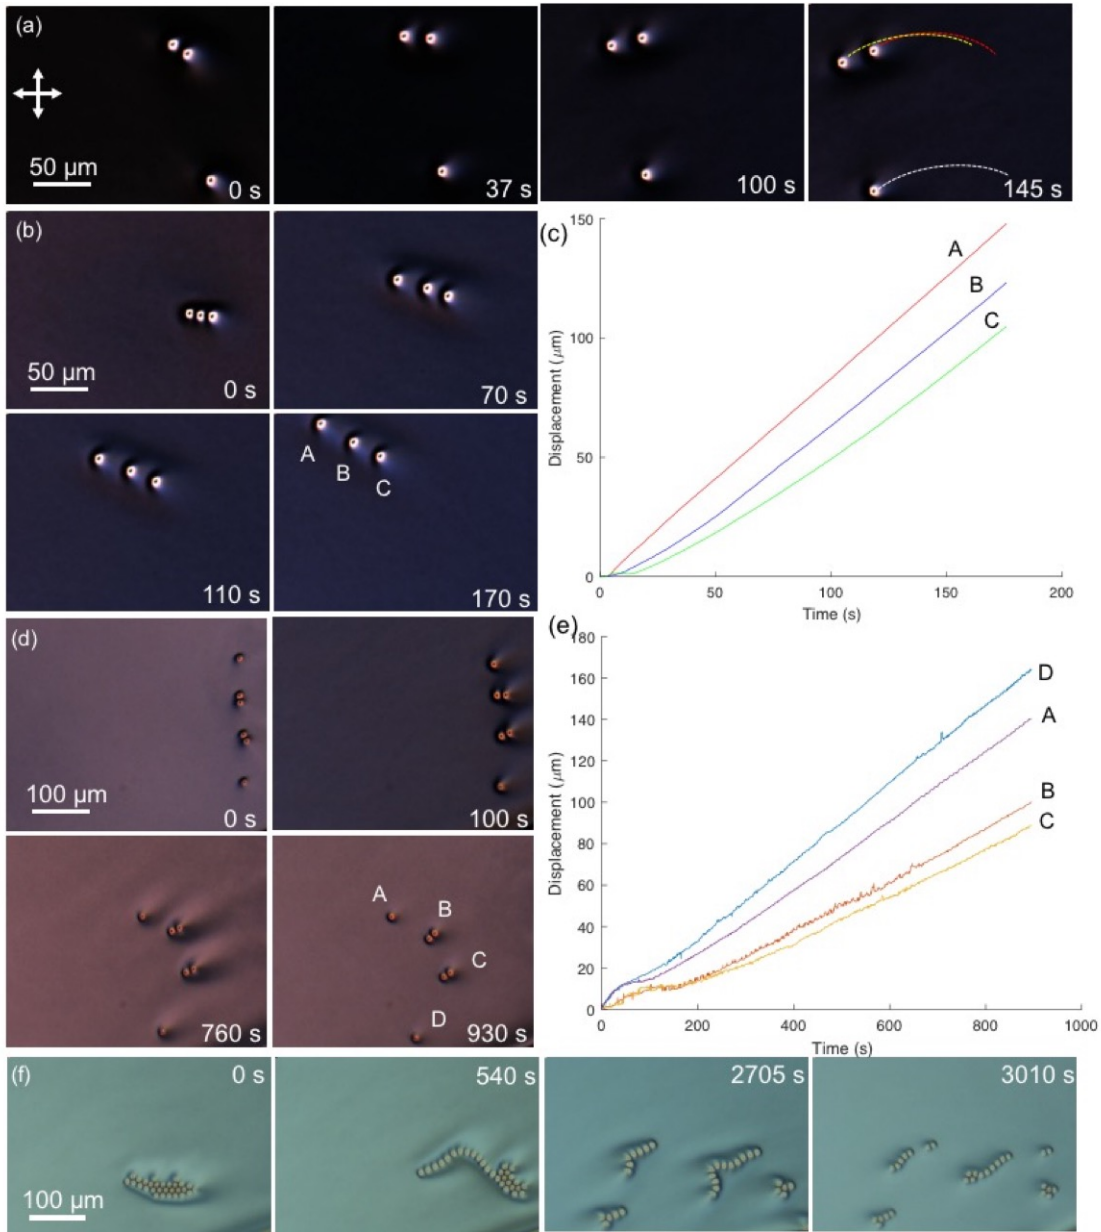 (a)
50 µm
0 s
37 s
100 s
145 s
(b)
50 µm
0 s
70 s
110 s
A
B
C
170 s
(c)
150
100
50
0
Displacement (µm)
A
B
C
0
50
100
150
200
Time (s)
(d)
100 µm
0 s
100 s
760 s
A
B
C
D
930 s
(e)
180
160
140
120
100
80
60
40
20
0
Displacement (µm)
D
A
B
C
0
200
400
600
800
1000
Time (s)
(f)
100 µm
0 s
540 s
2705 s
3010 s